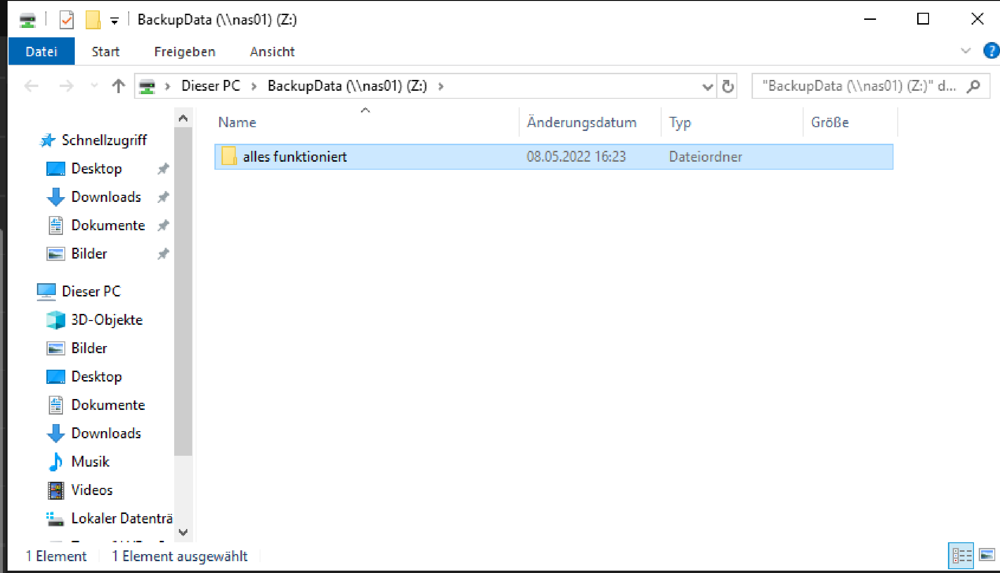 BackupData (\\nas01) (Z:)
Datei Start Freigeben Ansicht
Dieser PC BackupData (\\nas01) (Z:)
"BackupData (\\nas01) (Z:)" d...
Name Änderungsdatum Typ Größe
alles funktioniert 08.05.2022 16:23 Dateiordner
Schnellzugriff
Desktop
Downloads
Dokumente
Bilder
Dieser PC
3D-Objekte
Bilder
Desktop
Dokumente
Downloads
Musik
Videos
Lokaler Datenträ
1 Element 1 Element ausgewählt